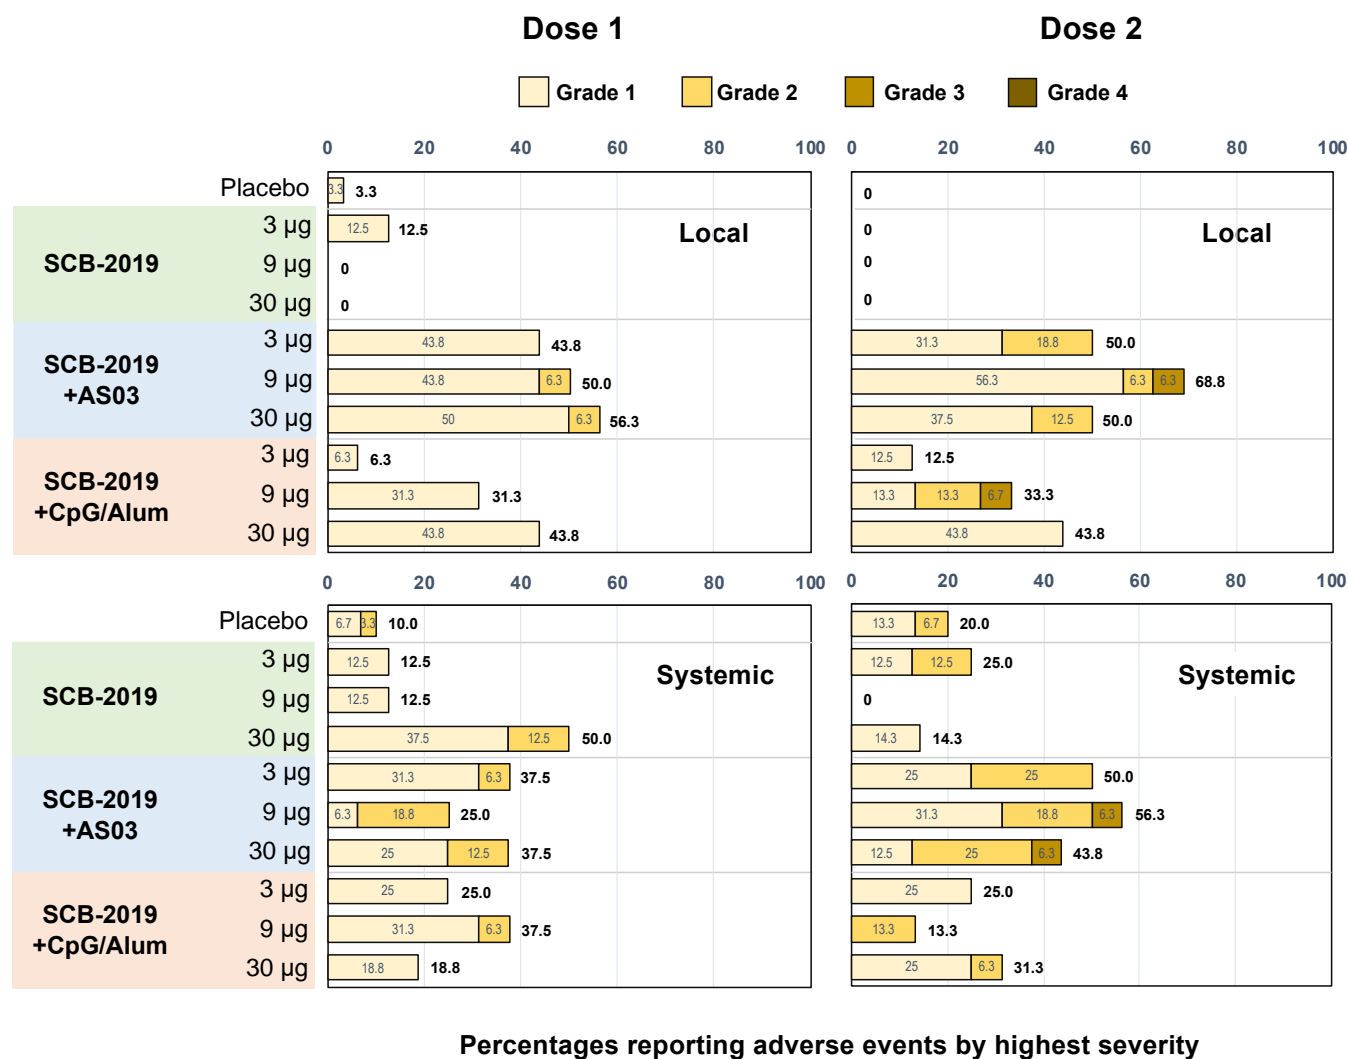 Dose 1 Dose 2
Grade 1 Grade 2 Grade 3 Grade 4
0 20 40 60 80 100 0 20 40 60 80 100
Placebo 3.3 3.3 0
3 µg 12.5 12.5 Local 0 Local
SCB-2019 9 µg 0 0
30 µg 0 0
3 µg 43.8 43.8 31.3 18.8 50.0
SCB-2019
+AS03
9 µg 43.8 6.3 50.0 56.3 6.3 6.3 68.8
30 µg 50 6.3 56.3 37.5 12.5 50.0
3 µg 6.3 6.3 12.5 12.5
SCB-2019
+CpG/Alum
9 µg 31.3 31.3 13.3 13.3 6.7 33.3
30 µg 43.8 43.8 43.8 43.8
0 20 40 60 80 100 0 20 40 60 80 100
Placebo 6.7 3.3 10.0 13.3 6.7 20.0
3 µg 12.5 12.5 Systemic 12.5 12.5 25.0 Systemic
SCB-2019 9 µg 12.5 12.5 0
30 µg 37.5 12.5 50.0 14.3 14.3
3 µg 31.3 6.3 37.5 25 25 50.0
SCB-2019
+AS03
9 µg 6.3 18.8 25.0 31.3 18.8 6.3 56.3
30 µg 25 12.5 37.5 12.5 25 6.3 43.8
3 µg 25 25.0 25 25.0
SCB-2019
+CpG/Alum
9 µg 31.3 6.3 37.5 13.3 13.3
30 µg 18.8 18.8 25 6.3 31.3
Percentages reporting adverse events by highest severity